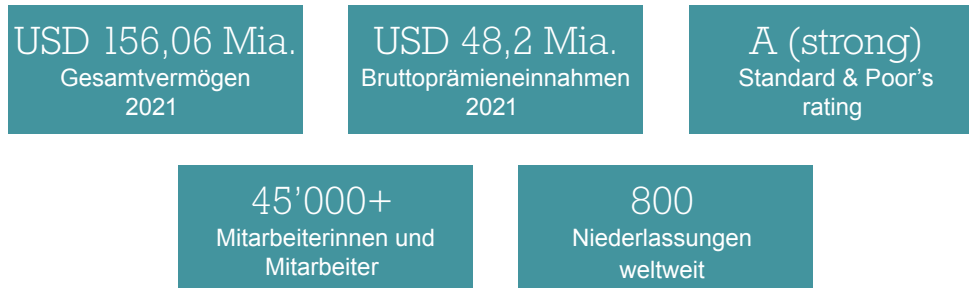 USD 156,06 Mia.
Gesamtvermögen
2021
USD 48,2 Mia.
Bruttoprämieneinnahmen
2021
A (strong)
Standard & Poor’s
rating
45’000+
Mitarbeiterinnen und
Mitarbeiter
800
Niederlassungen
weltweit